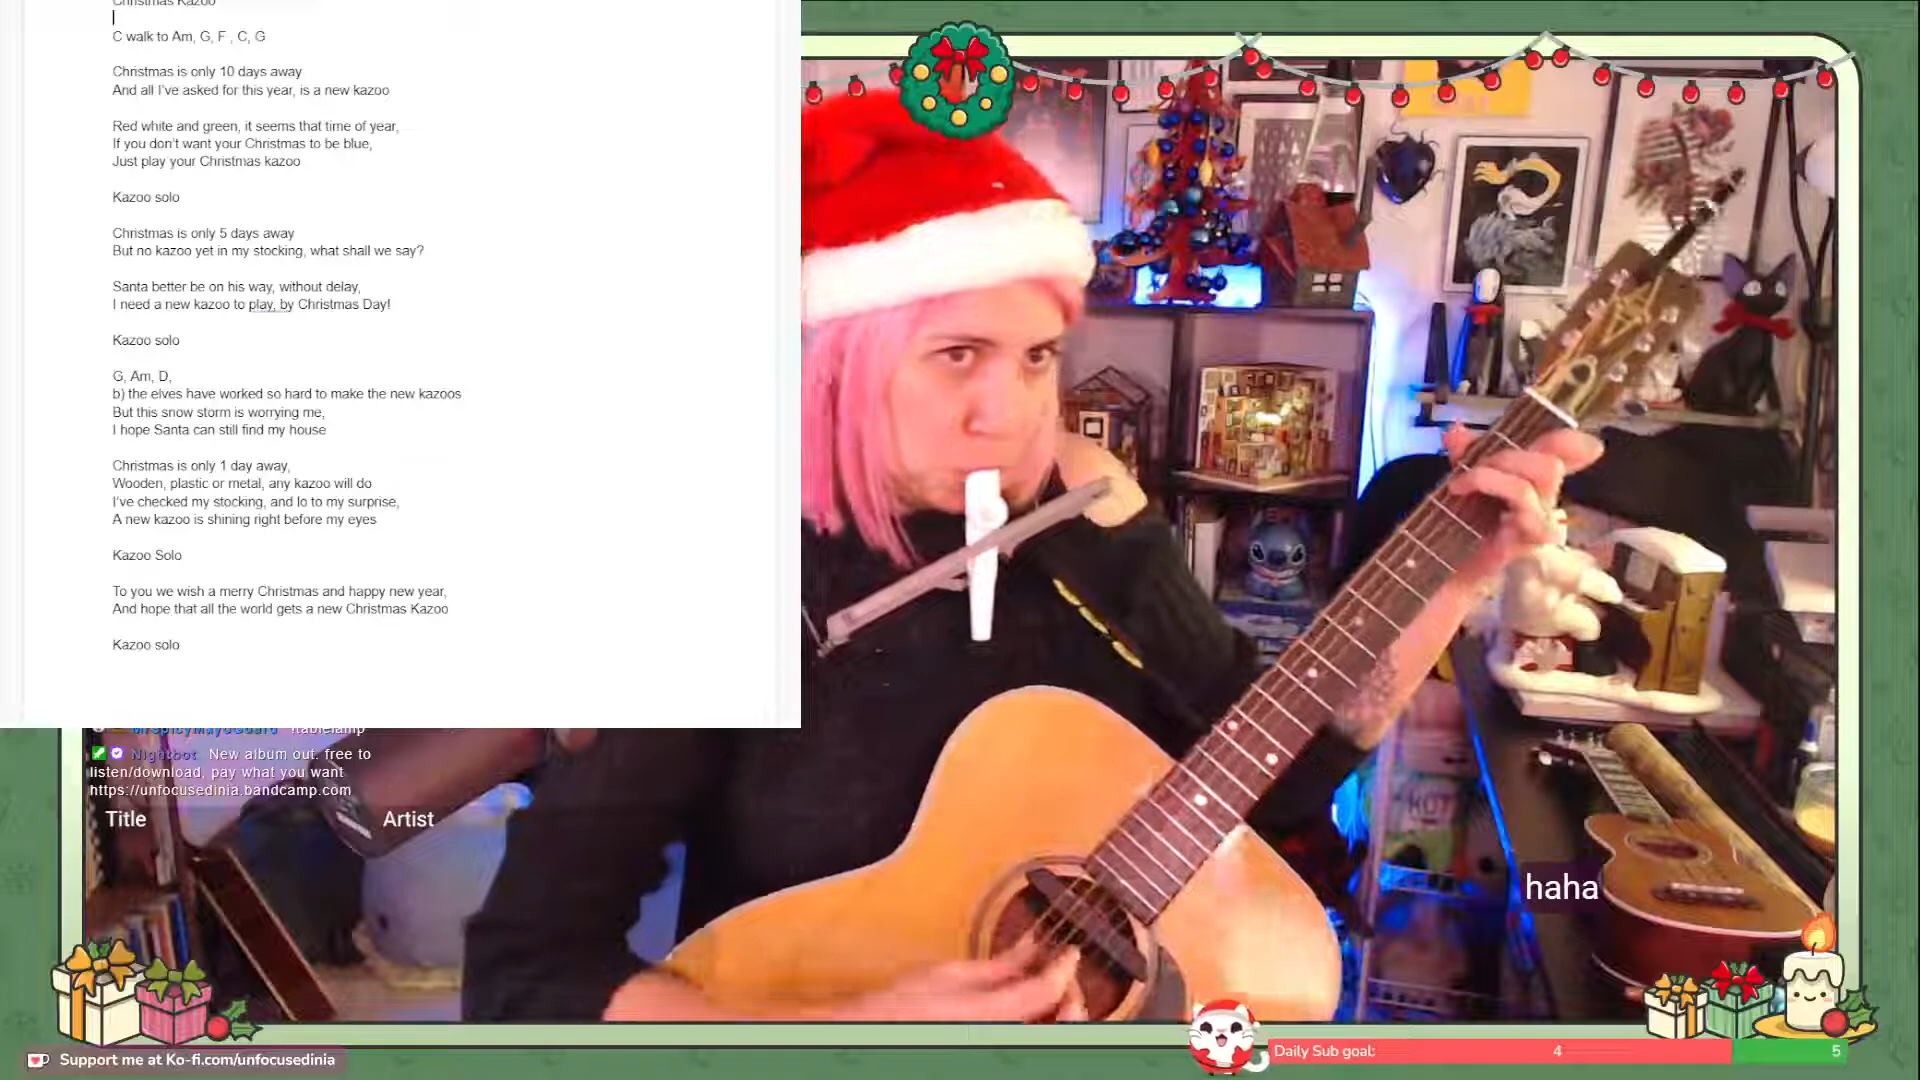 Christmas Kazoo
C walk to Am, G, F , C, G
Christmas is only 10 days away
And all I've asked for this year, is a new kazoo
Red white and green, it seems that time of year,
If you don't want your Christmas to be blue,
Just play your Christmas kazoo
Kazoo solo
Christmas is only 5 days away
But no kazoo yet in my stocking, what shall we say?
Santa better be on his way, without delay,
I need a new kazoo to play, by Christmas Day!
Kazoo solo
G, Am, D,
b) the elves have worked so hard to make the new kazoos
But this snow storm is worrying me,
I hope Santa can still find my house
Christmas is only 1 day away,
Wooden, plastic or metal, any kazoo will do
I've checked my stocking, and lo to my surprise,
A new kazoo is shining right before my eyes
Kazoo Solo
To you we wish a merry Christmas and happy new year,
And hope that all the world gets a new Christmas Kazoo
Kazoo solo
MrSpicyMayoGuard !tablelamp
Nightbot New album out. free to
listen/download, pay what you want
https://unfocusedinia.bandcamp.com
Title Artist
haha
Support me at Ko-fi.com/unfocusedinia
Daily Sub goal: 4 5